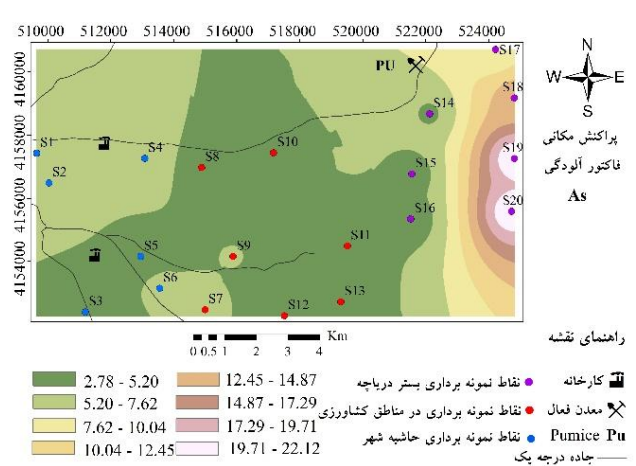 510000 512000 514000 516000 518000 520000 522000 524000
4160000
4158000
4156000
4154000
PU
S17
S18
S14
S1
S4
S10
S19
S2
S8
S15
S20
S16
S11
S5
S9
S6
S3
S7
S12
S13
N
W E
S
پراکنش مکانی
فاکتور آلودگی
As
0 0.5 1 2 3 4 Km
راهنمای نقشه
2.78 - 5.20
5.20 - 7.62
7.62 - 10.04
10.04 - 12.45
12.45 - 14.87
14.87 - 17.29
17.29 - 19.71
19.71 - 22.12
نقاط نمونه برداری بستر دریاچه
نقاط نمونه برداری در مناطق کشاورزی
نقاط نمونه برداری حاشیه شهر
کارخانه
معدن فعال
Pumice Pu
جاده درجه یک